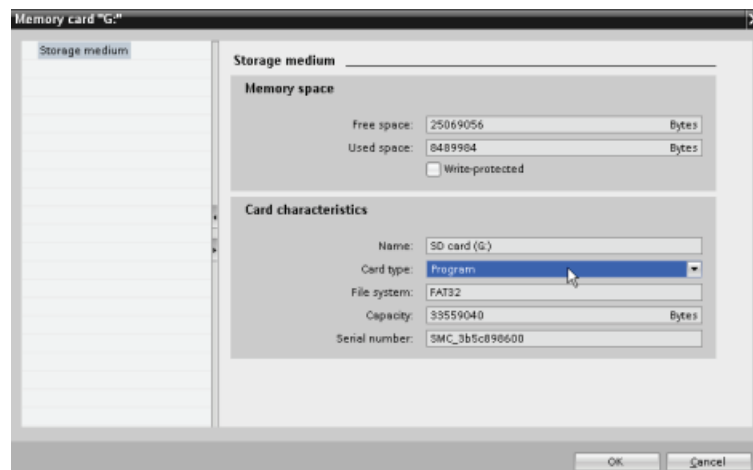 Memory card "G:"
Storage medium
Storage medium
Memory space
Free space: 25069056 Bytes
Used space: 8489984 Bytes
Write-protected
Card characteristics
Name: SD card (G:)
Card type: Program
File system: FAT32
Capacity: 33559040 Bytes
Serial number: SMC_3b5c898600
OK Cancel